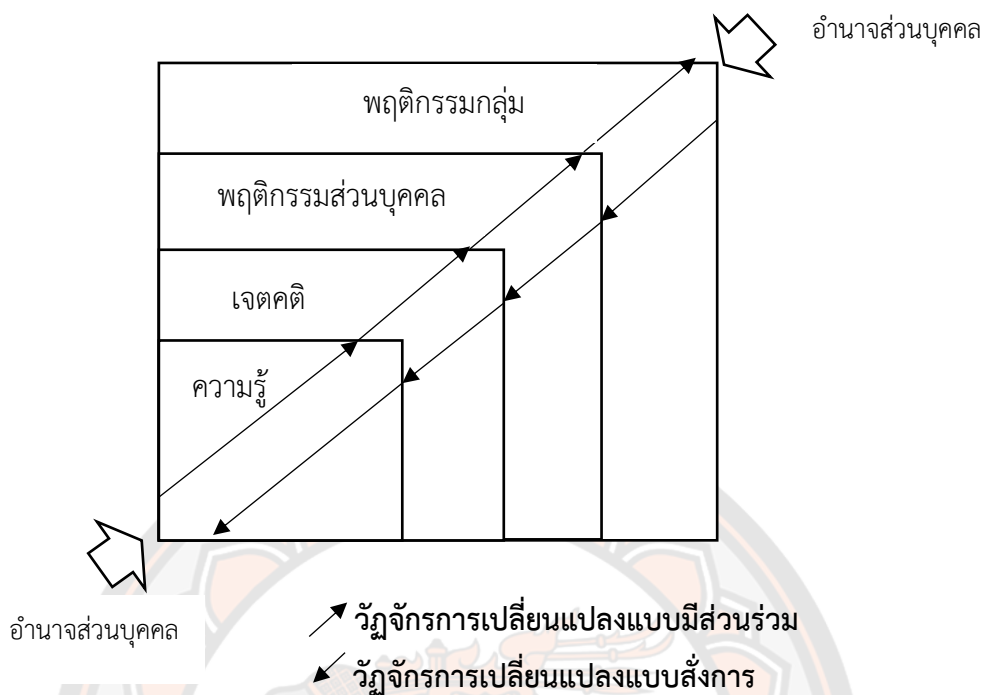 อำนาจส่วนบุคคล
พฤติกรรมกลุ่ม
พฤติกรรมส่วนบุคคล
เจตคติ
ความรู้
อำนาจส่วนบุคคล
วัฏจักรการเปลี่ยนแปลงแบบมีส่วนร่วม
วัฏจักรการเปลี่ยนแปลงแบบสั่งการ